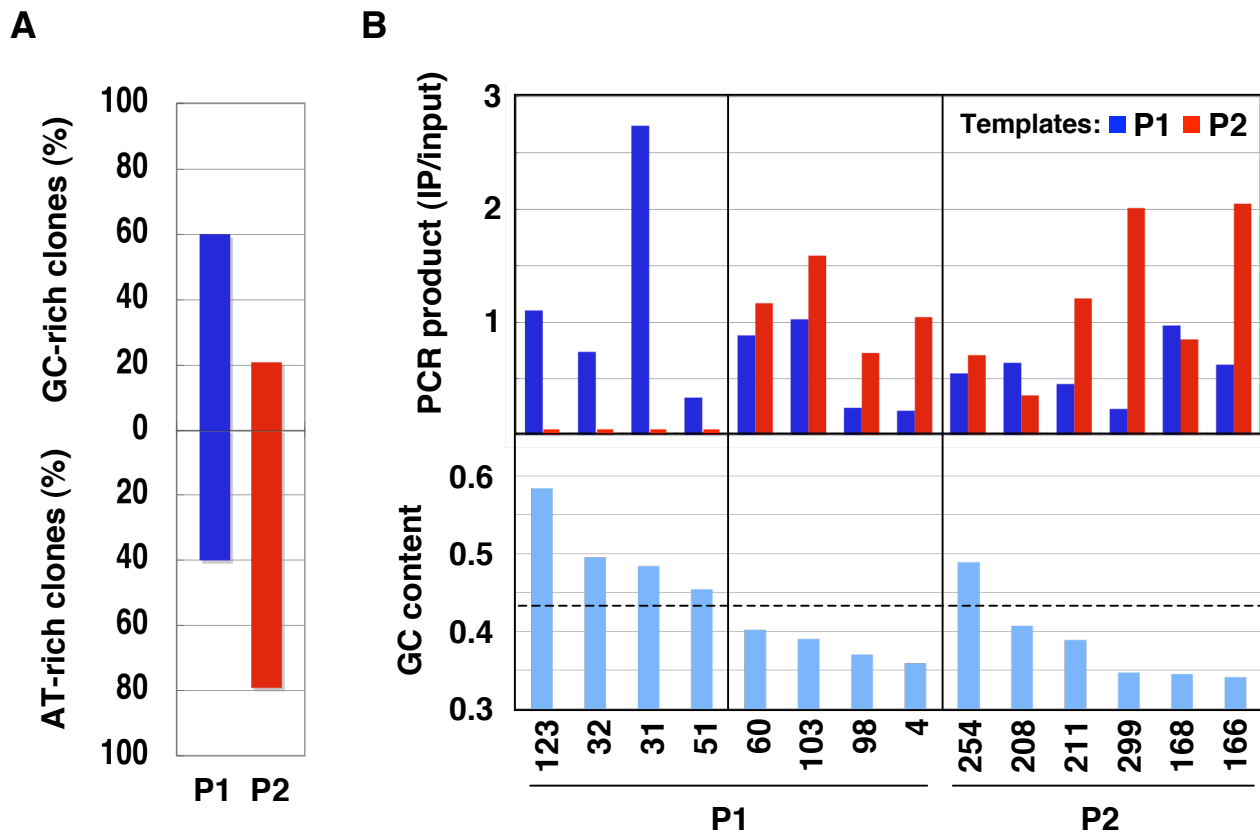 A
GC-rich clones (%)
AT-rich clones (%)
100
80
60
40
20
0
20
40
60
80
100
P1 P2
B
PCR product (IP/input)
3
2
1
Templates: P1 P2
GC content
0.6
0.5
0.4
0.3
123 32 31 51 60 103 98 4 254 208 211 299 168 166
P1 P2